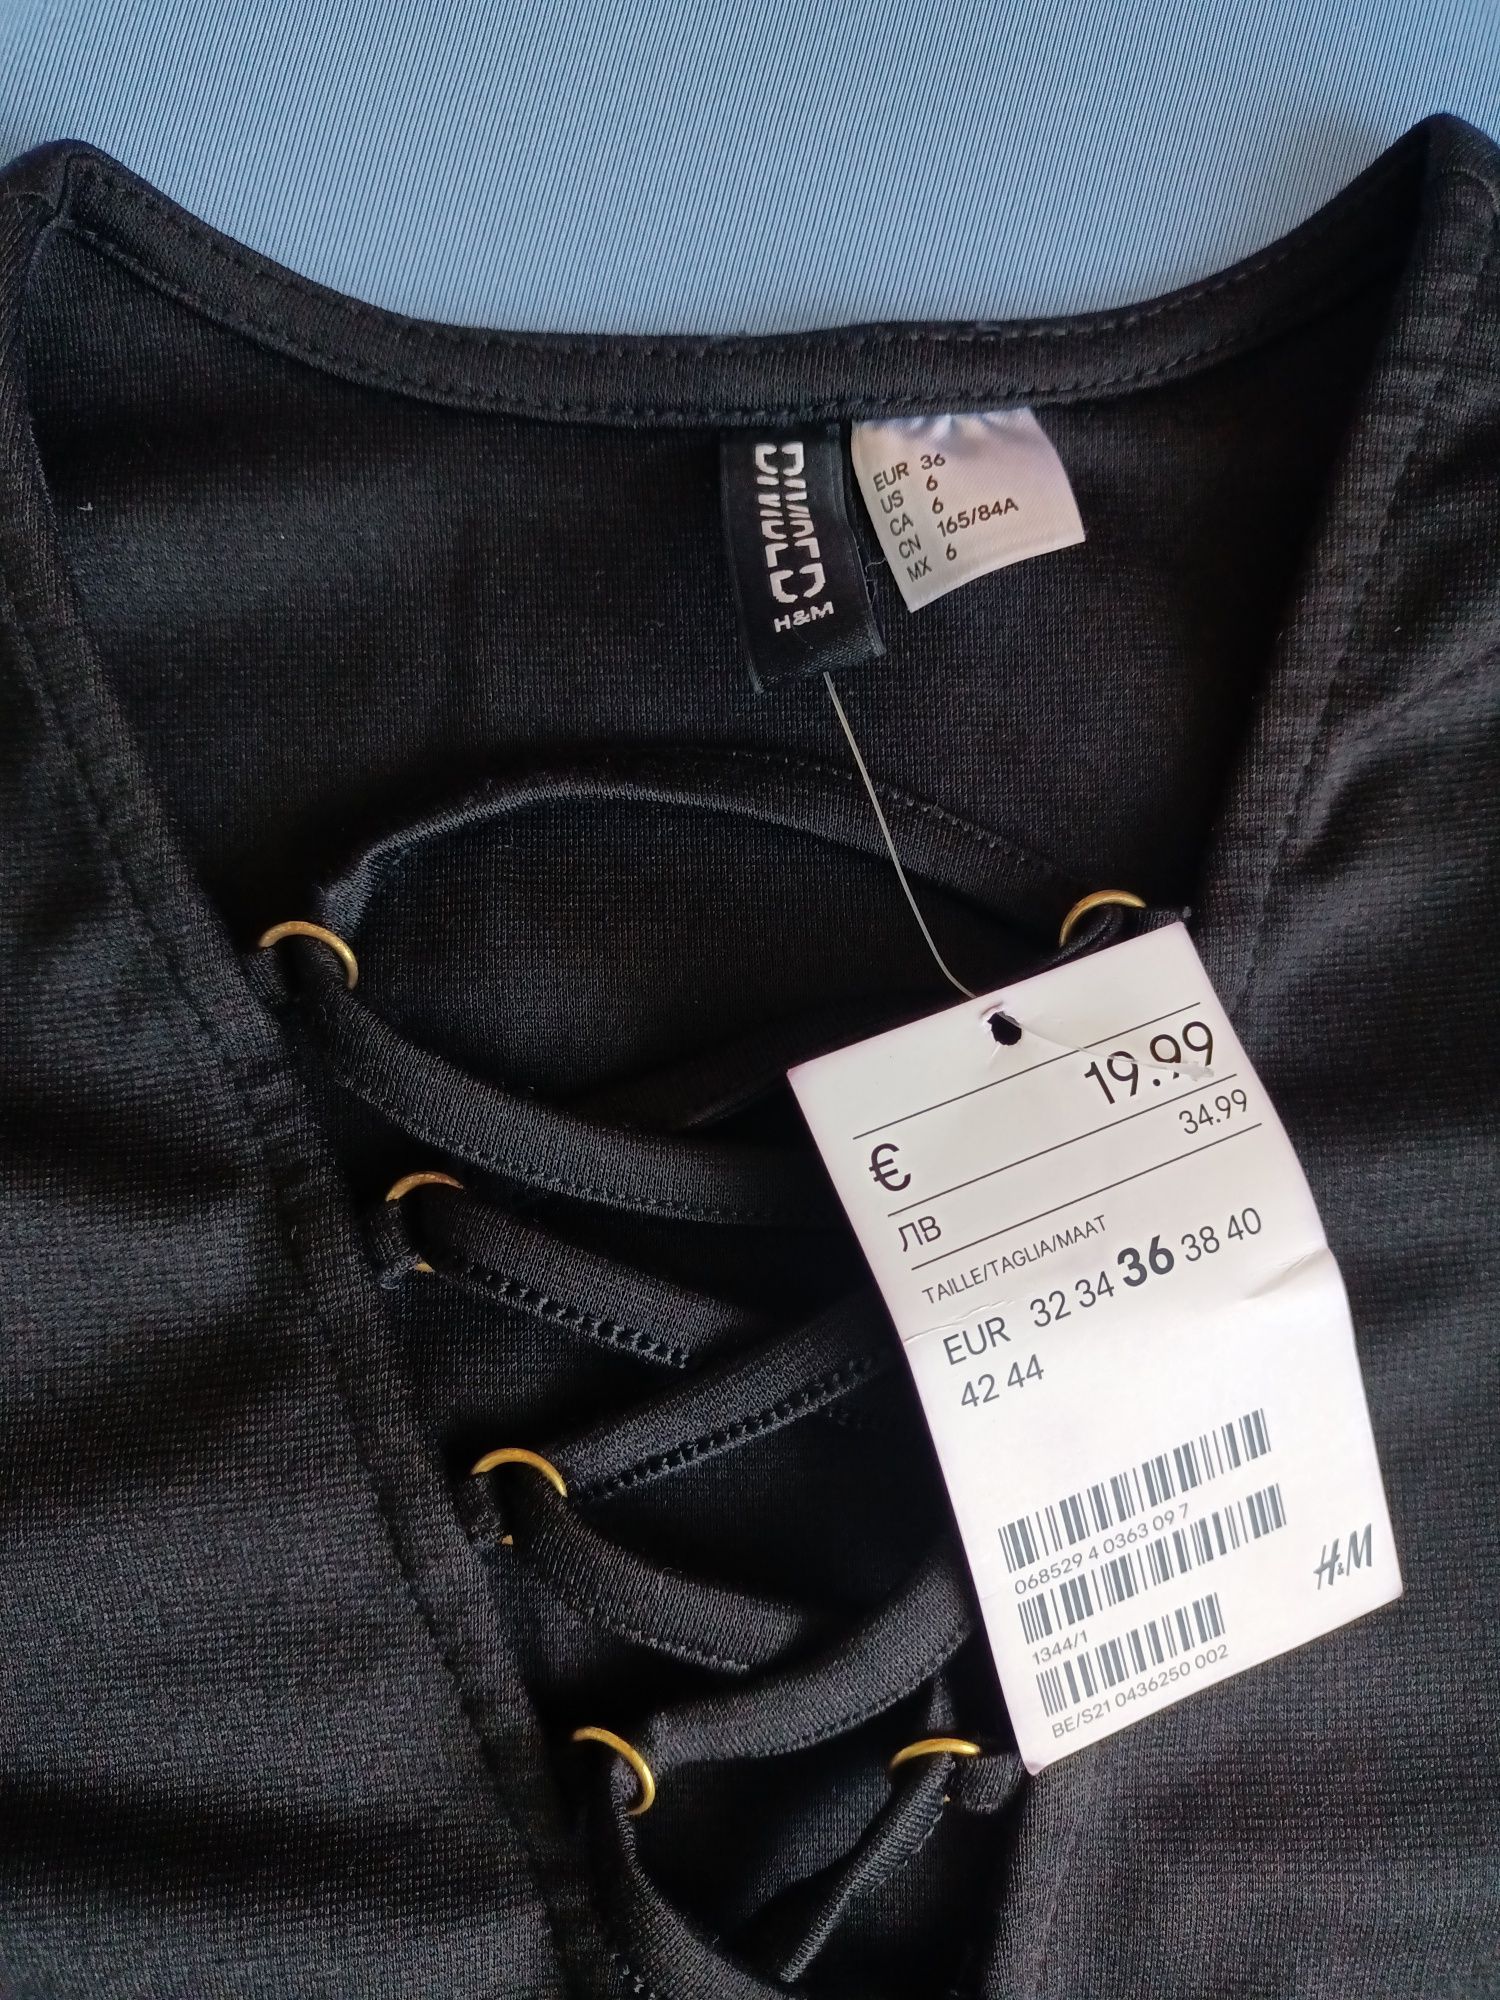 DIVIDED
H&M
EUR 36
US 6
CA 6
CN 165/84A
MX 6
€ 19.99
ЛВ 34.99
TAILLE/TAGLIA/MAAT
EUR 32 34 36 38 40
42 44
068529 4 0363 09 7
1344/1
BE/S21 0436250 002
H&M